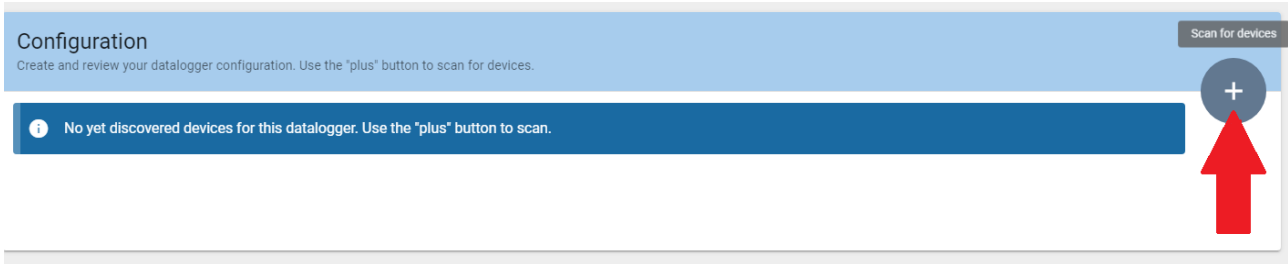 Configuration
Scan for devices
Create and review your datalogger configuration. Use the "plus" button to scan for devices.
No yet discovered devices for this datalogger. Use the "plus" button to scan.